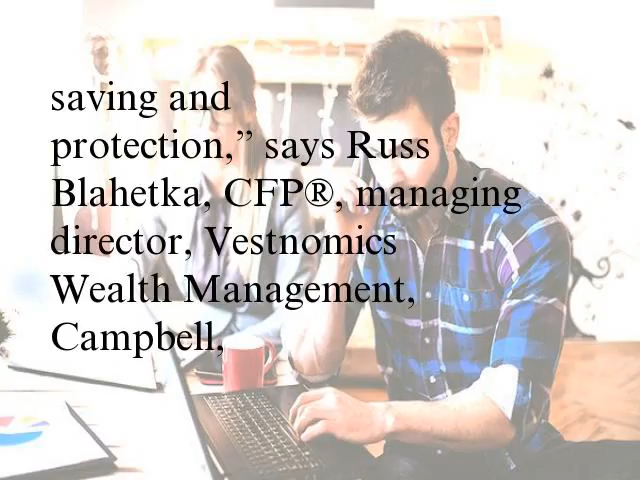 saving and
protection,” says Russ
Blahetka, CFP®, managing
director, Vestnomics
Wealth Management,
Campbell,